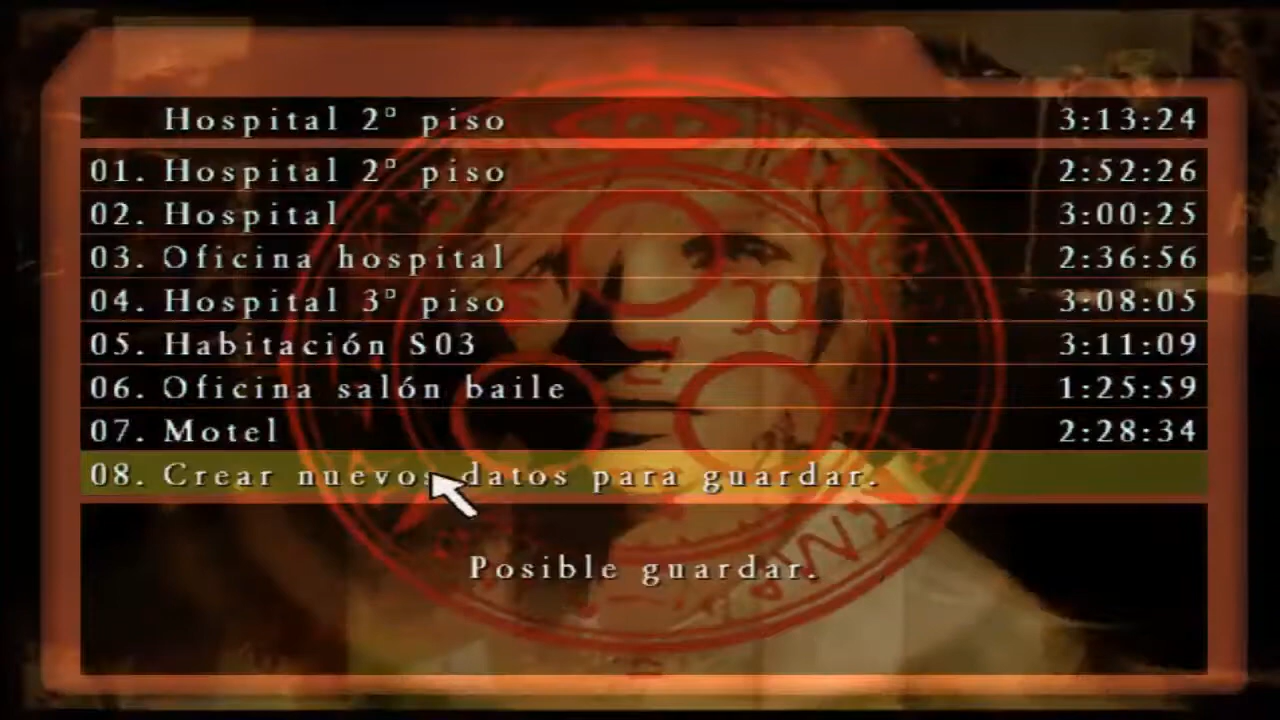 Hospital 2º piso 3:13:24
01. Hospital 2º piso 2:52:26
02. Hospital 3:00:25
03. Oficina hospital 2:36:56
04. Hospital 3º piso 3:08:05
05. Habitación S03 3:11:09
06. Oficina salón baile 1:25:59
07. Motel 2:28:34
08. Crear nuevos datos para guardar.
Posible guardar.